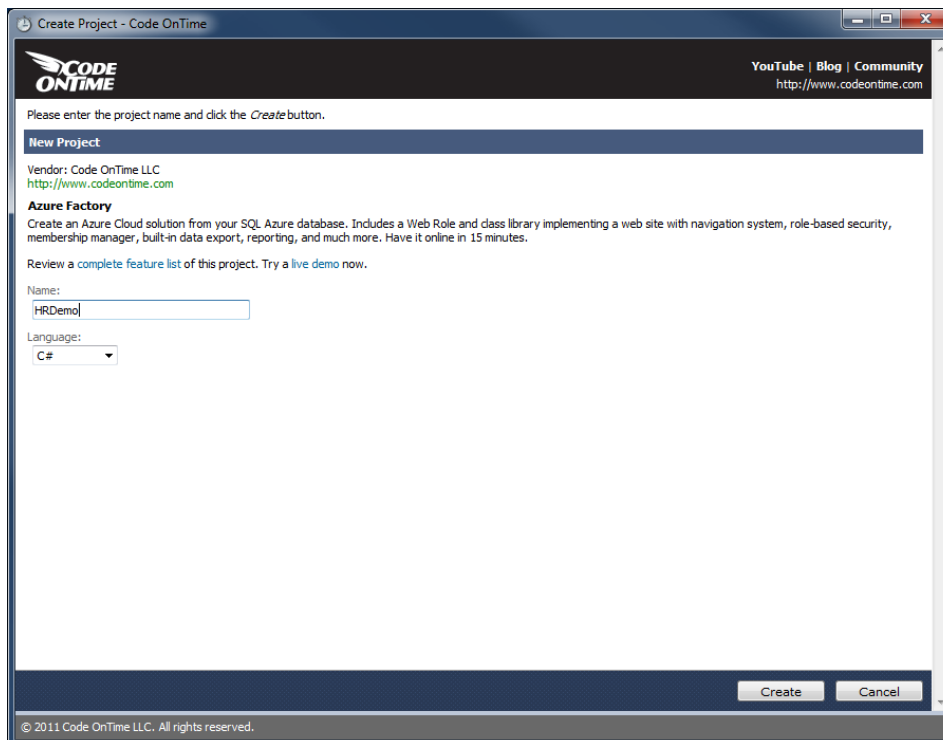 Create Project - Code OnTime
CODE
ONTIME
YouTube | Blog | Community
http://www.codeontime.com
Please enter the project name and click the Create button.
New Project
Vendor: Code OnTime LLC
http://www.codeontime.com
Azure Factory
Create an Azure Cloud solution from your SQL Azure database. Includes a Web Role and class library implementing a web site with navigation system, role-based security,
membership manager, built-in data export, reporting, and much more. Have it online in 15 minutes.
Review a complete feature list of this project. Try a live demo now.
Name:
HRDemo
Language:
C#
Create Cancel
© 2011 Code OnTime LLC. All rights reserved.